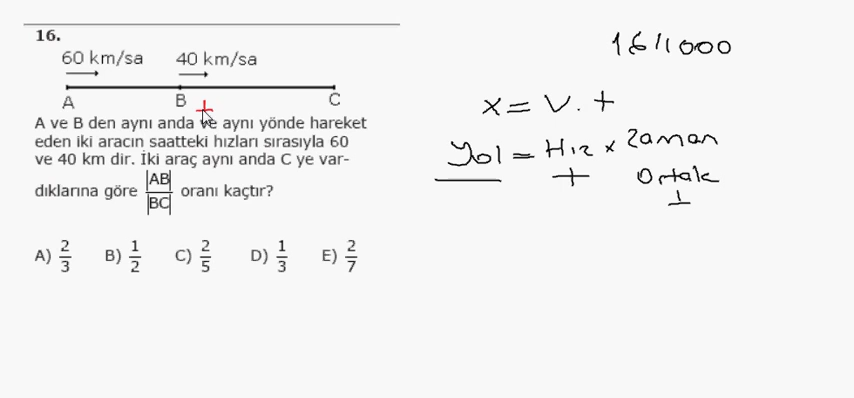 16.
60 km/sa 40 km/sa
A B C
A ve B den aynı anda ve aynı yönde hareket
eden iki aracın saatteki hızları sırasıyla 60
ve 40 km dir. İki araç aynı anda C ye var-
dıklarına göre |AB| / |BC| oranı kaçtır?
A) 2/3 B) 1/2 C) 2/5 D) 1/3 E) 2/7
16/1000
x = V . t
Yol = Hız x Zaman
+ Ortak